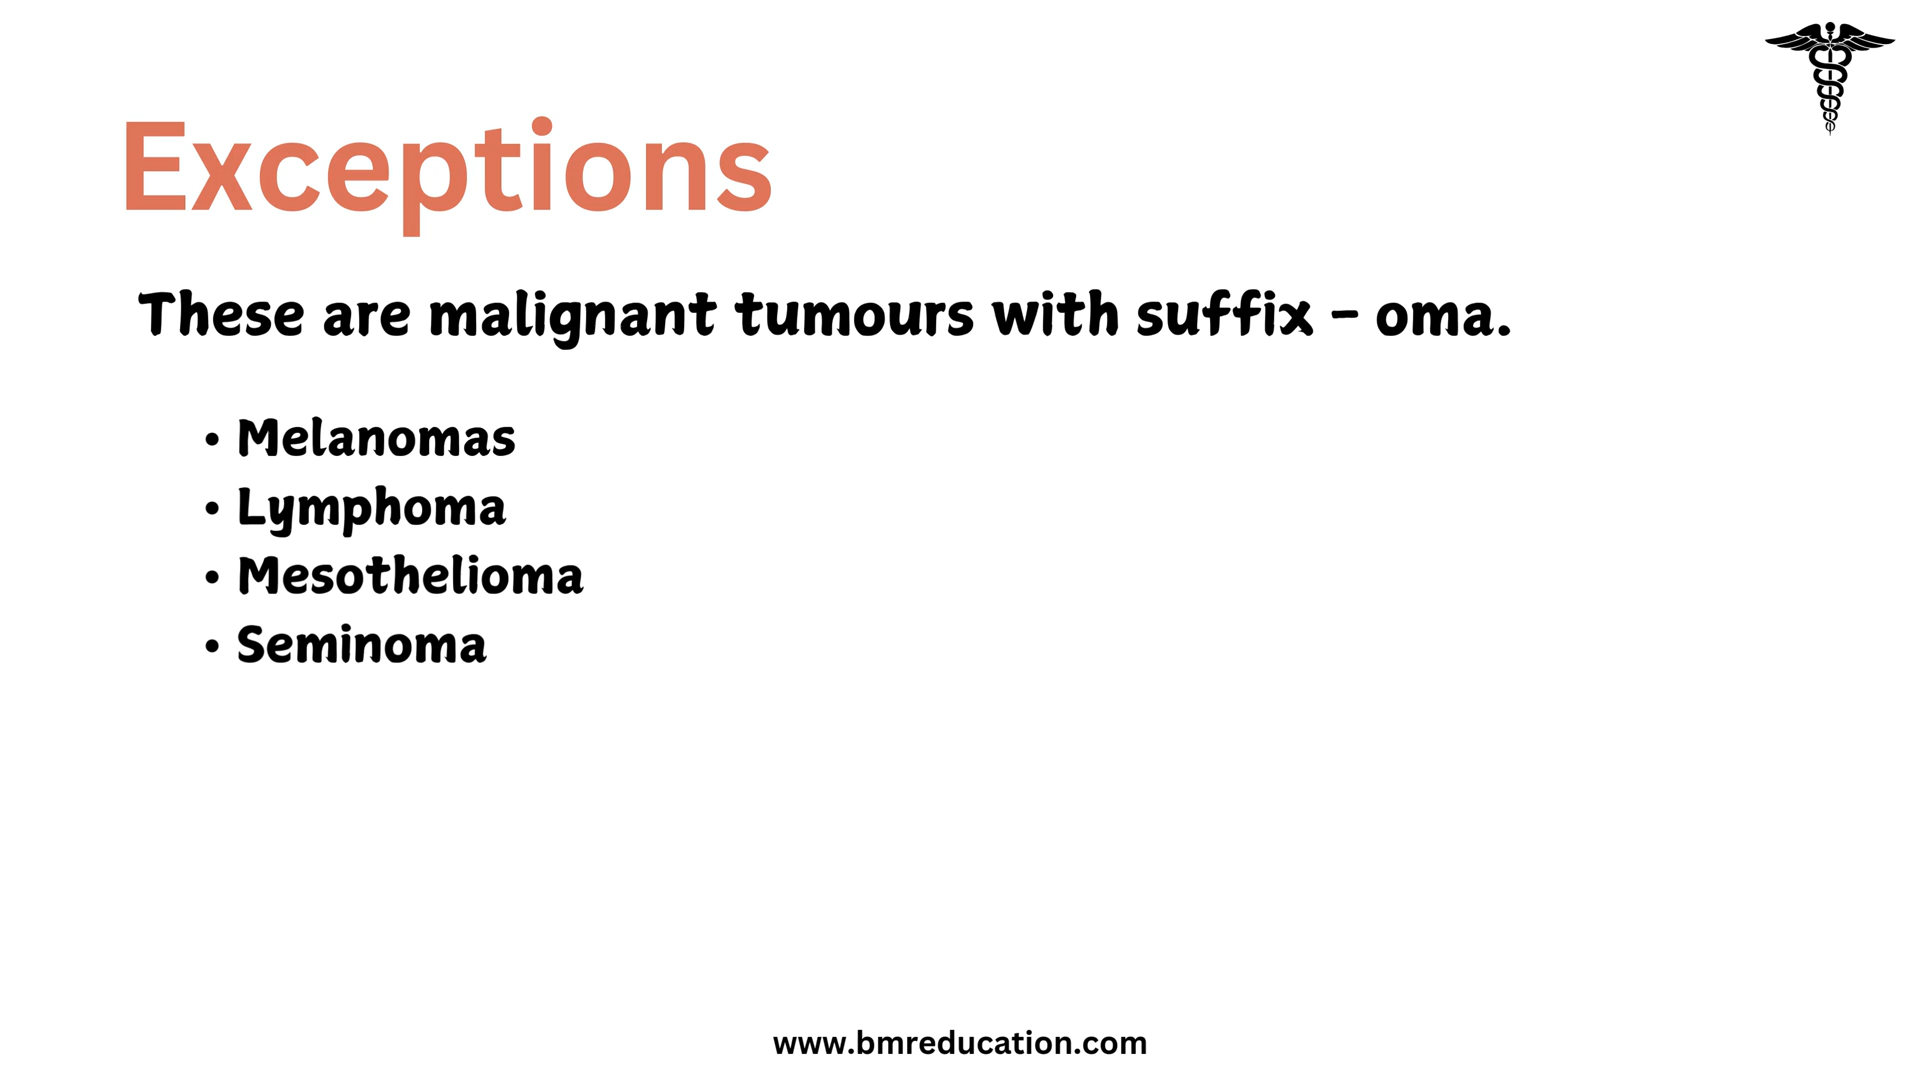 Exceptions
These are malignant tumours with suffix - oma.
• Melanomas
• Lymphoma
• Mesothelioma
• Seminoma
www.bmreducation.com